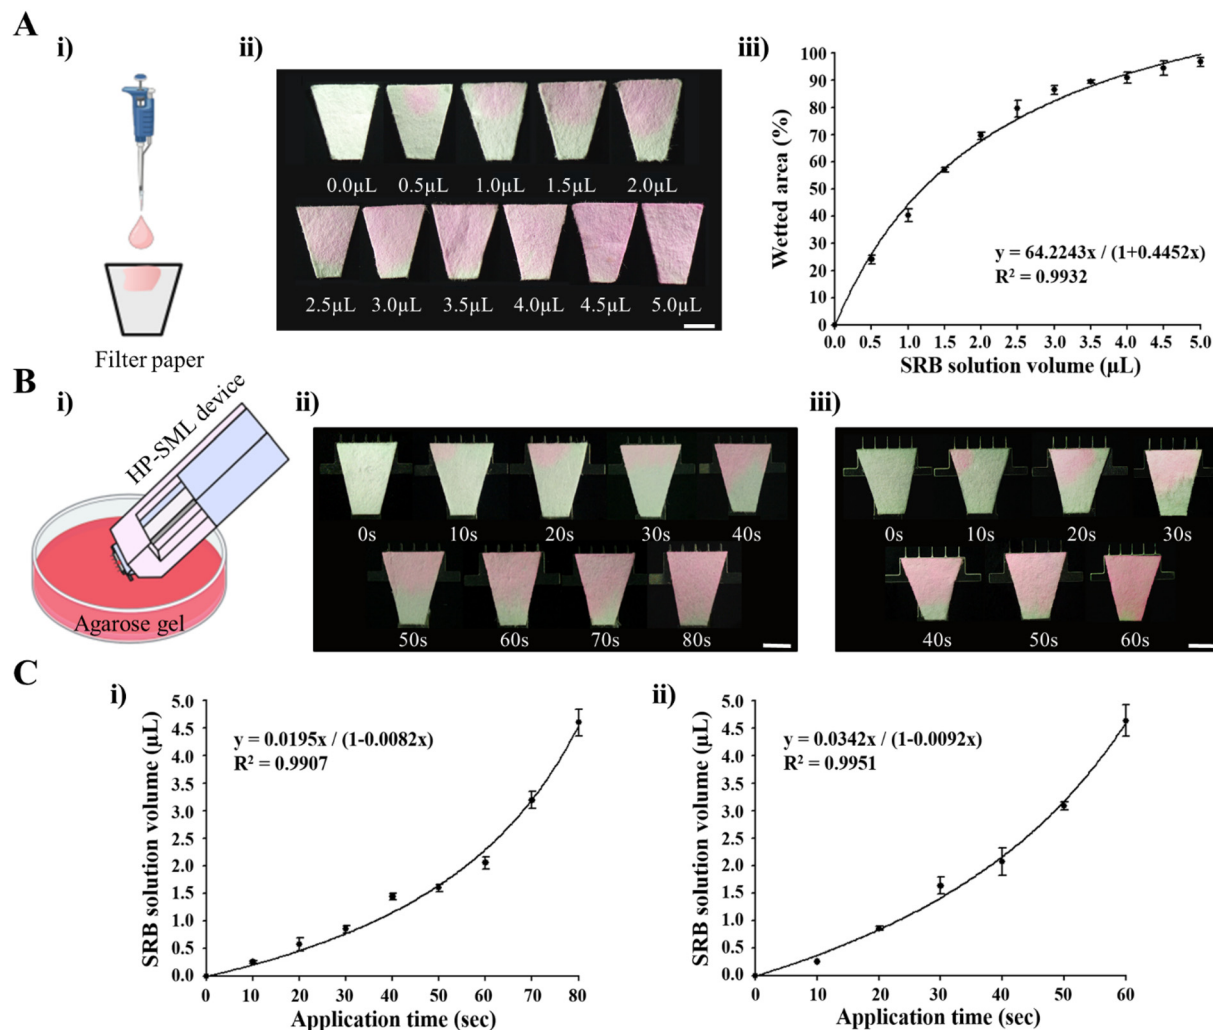 A
i)
Filter paper
ii)
0.0µL 0.5µL 1.0µL 1.5µL 2.0µL
2.5µL 3.0µL 3.5µL 4.0µL 4.5µL 5.0µL
iii)
Wetted area (%)
100
90
80
70
60
50
40
30
20
10
0
y = 64.2243x / (1+0.4452x)
R² = 0.9932
0.0 0.5 1.0 1.5 2.0 2.5 3.0 3.5 4.0 4.5 5.0
SRB solution volume (µL)
B
i)
HP-SML device
Agarose gel
ii)
0s 10s 20s 30s 40s
50s 60s 70s 80s
iii)
0s 10s 20s 30s
40s 50s 60s
C
i)
SRB solution volume (µL)
5.0
4.5
4.0
3.5
3.0
2.5
2.0
1.5
1.0
0.5
0.0
y = 0.0195x / (1-0.0082x)
R² = 0.9907
0 10 20 30 40 50 60 70 80
Application time (sec)
ii)
SRB solution volume (µL)
5.0
4.5
4.0
3.5
3.0
2.5
2.0
1.5
1.0
0.5
0.0
y = 0.0342x / (1-0.0092x)
R² = 0.9951
0 10 20 30 40 50 60
Application time (sec)